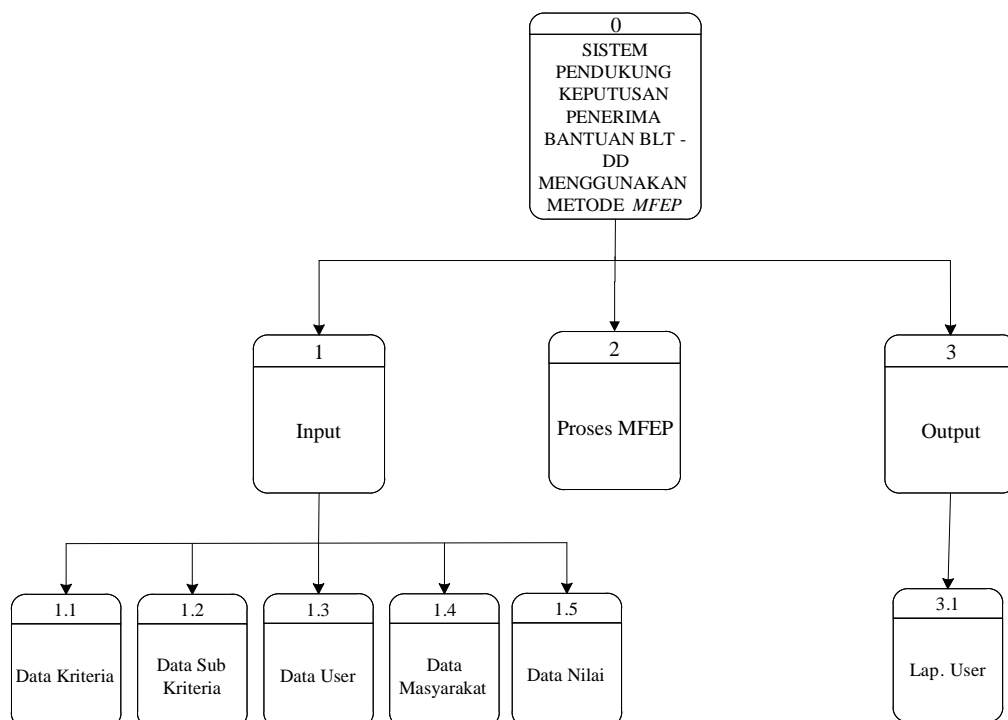 0
SISTEM
PENDUKUNG
KEPUTUSAN
PENERIMA
BANTUAN BLT -
DD
MENGGUNAKAN
METODE MFEP
1
Input
2
Proses MFEP
3
Output
1.1
Data Kriteria
1.2
Data Sub
Kriteria
1.3
Data User
1.4
Data
Masyarakat
1.5
Data Nilai
3.1
Lap. User